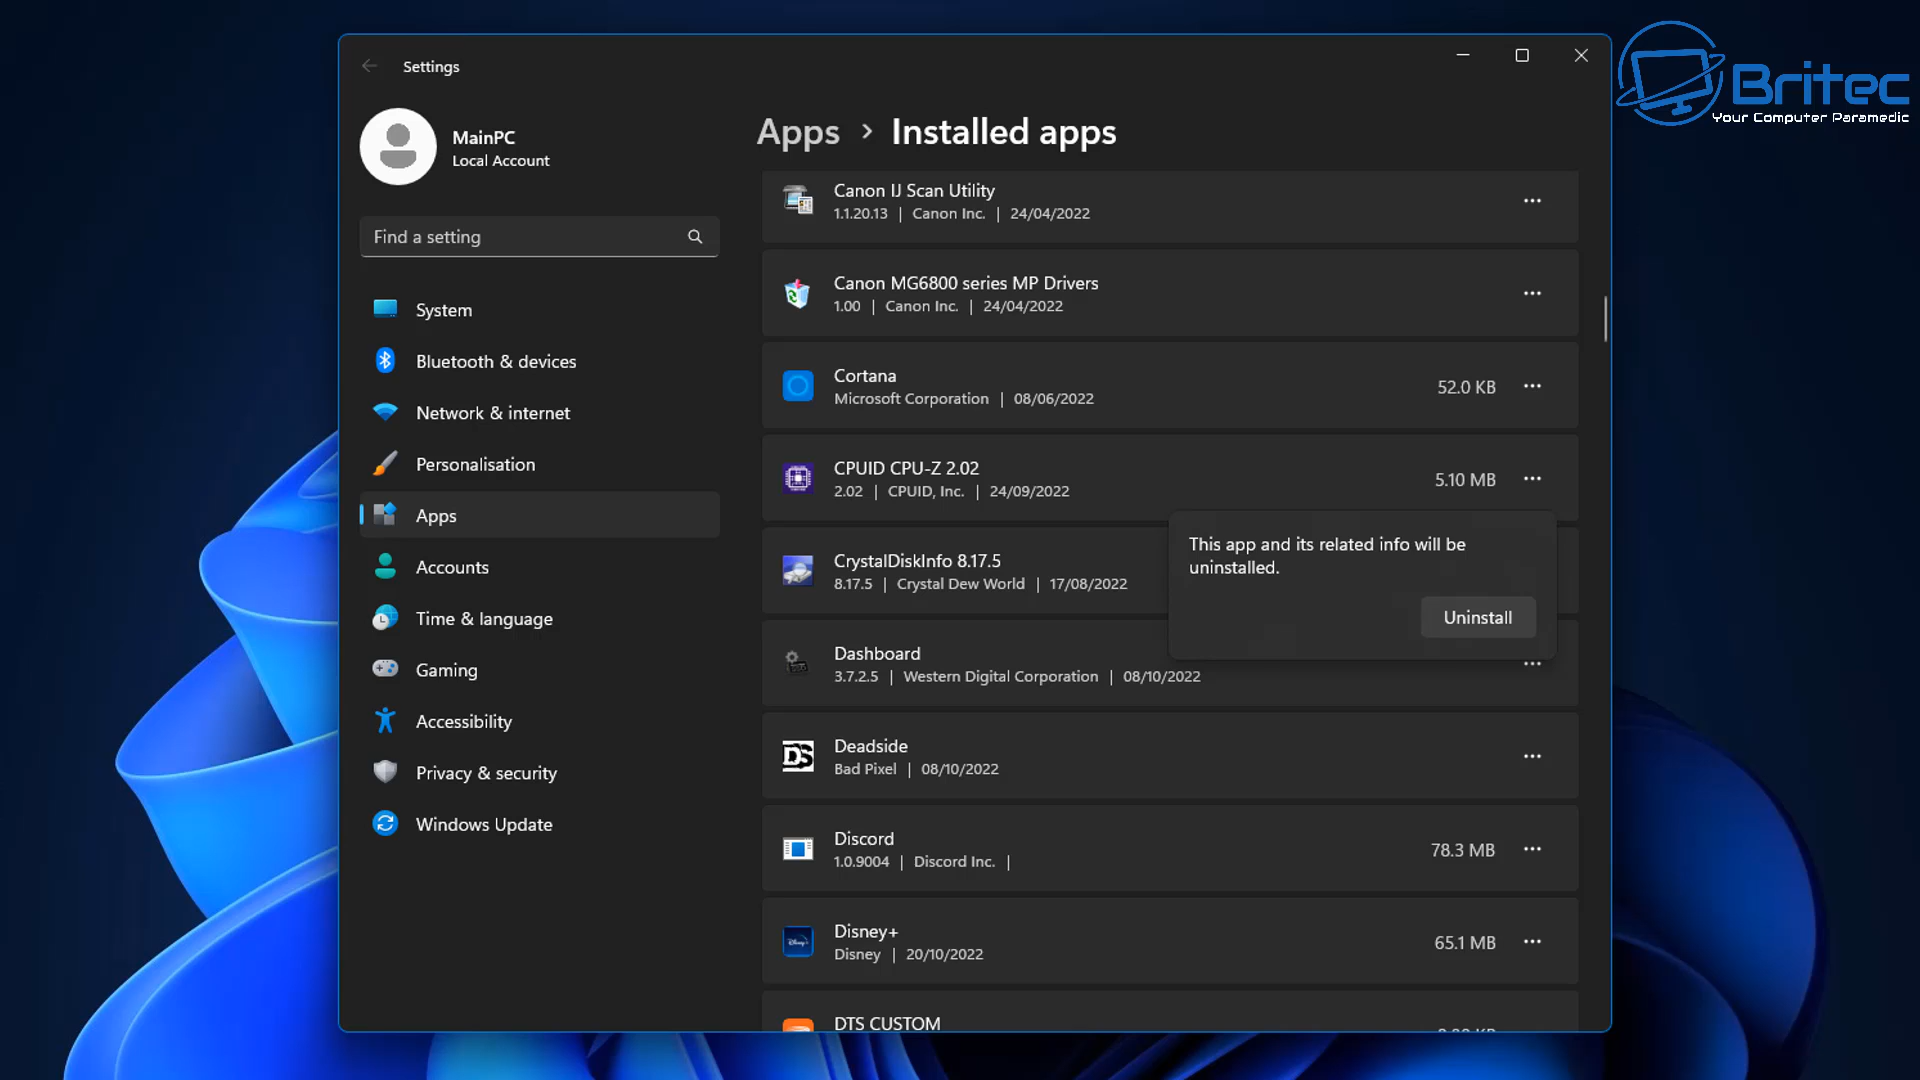 Britec
Your Computer Paramedic
Settings
MainPC
Local Account
Find a setting
System
Bluetooth & devices
Network & internet
Personalisation
Apps
Accounts
Time & language
Gaming
Accessibility
Privacy & security
Windows Update
Apps > Installed apps
Canon IJ Scan Utility
1.1.20.13 | Canon Inc. | 24/04/2022
Canon MG6800 series MP Drivers
1.00 | Canon Inc. | 24/04/2022
Cortana
Microsoft Corporation | 08/06/2022
52.0 KB
CPUID CPU-Z 2.02
2.02 | CPUID, Inc. | 24/09/2022
5.10 MB
CrystalDiskInfo 8.17.5
8.17.5 | Crystal Dew World | 17/08/2022
This app and its related info will be
uninstalled.
Uninstall
Dashboard
3.7.2.5 | Western Digital Corporation | 08/10/2022
DS
Deadside
Bad Pixel | 08/10/2022
Discord
1.0.9004 | Discord Inc. |
78.3 MB
Disney+
Disney+
Disney | 20/10/2022
65.1 MB
DTS CUSTOM